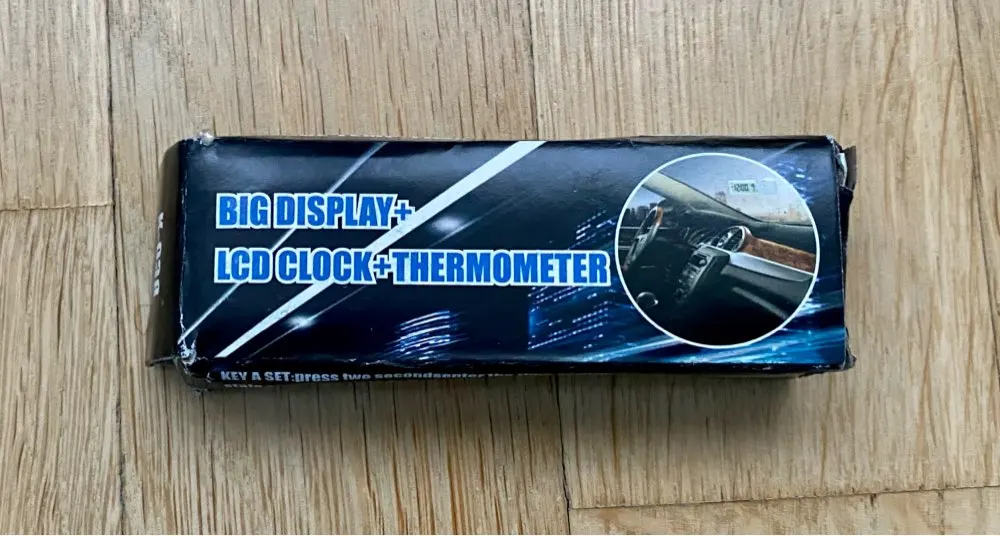 BIG DISPLAY+
LCD CLOCK+THERMOMETER
KEY A SET:press two secondsenter